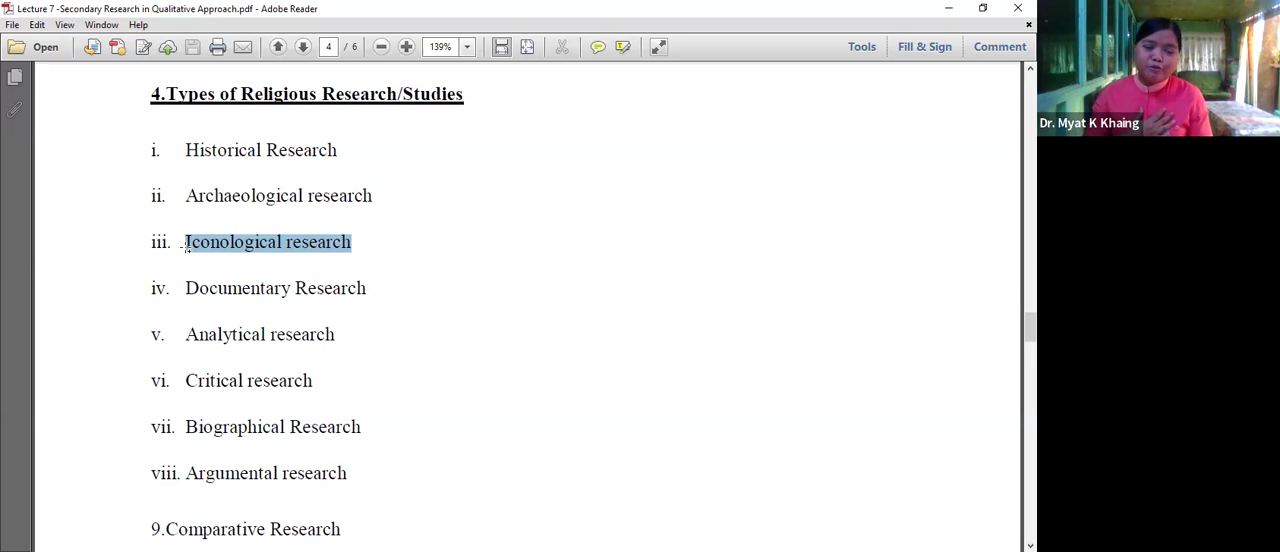 Lecture 7 -Secondary Research in Qualitative Approach.pdf - Adobe Reader
File Edit View Window Help
Open 4 / 6 139% Tools Fill & Sign Comment
Dr. Myat K Khaing
4.Types of Religious Research/Studies
i. Historical Research
ii. Archaeological research
iii. Iconological research
iv. Documentary Research
v. Analytical research
vi. Critical research
vii. Biographical Research
viii. Argumental research
9.Comparative Research